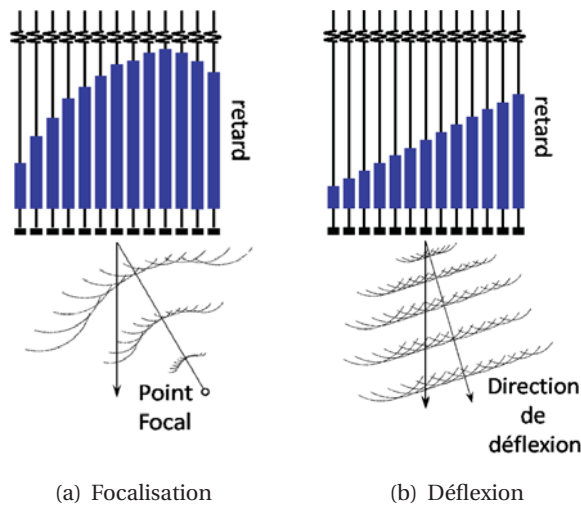 retard
Point
Focal
retard
Direction
de
déflexion
(a) Focalisation
(b) Déflexion